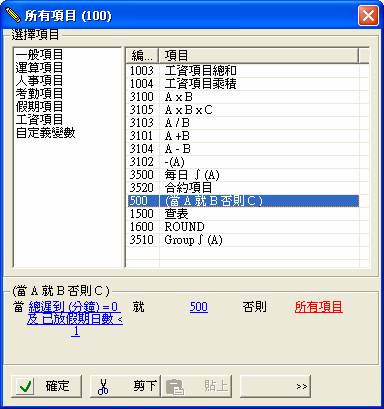 所有項目 (100)
選擇項目
一般項目
運算項目
人事項目
考勤項目
假期項目
工資項目
自定義變數
編... 項目
1003 工資項目總和
1004 工資項目乘積
3100 A x B
3105 A x B x C
3103 A / B
3101 A +B
3104 A - B
3102 -(A)
3500 每日 ∫ (A)
3520 合約項目
500 (當 A 就 B 否則 C )
1500 查表
1600 ROUND
3510 Group ∫ (A)
(當 A 就 B 否則 C )
當 總遲到 (分鐘) = 0 就 500 否則 所有項目
及 已放假期日數 <
1
確定 剪下 貼上 >>